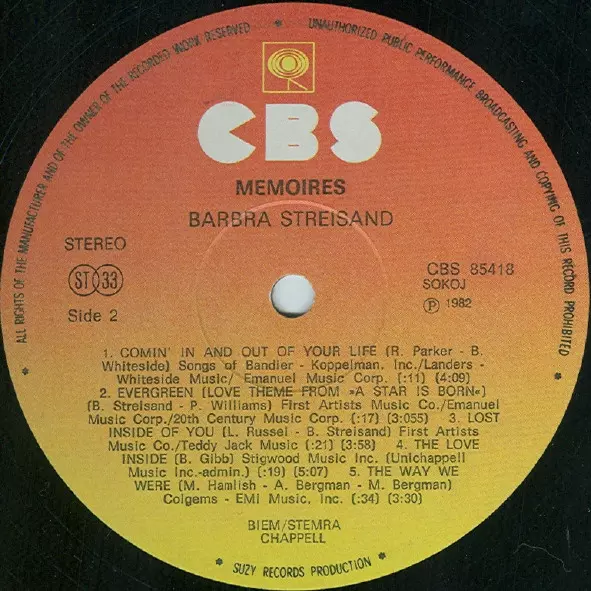 ALL RIGHTS OF THE MANUFACTURER AND OF THE OWNER OF THE RECORDED WORK RESERVED * UNAUTHORIZED PUBLIC PERFORMANCE BROADCASTING AND COPYING OF THIS RECORD PROHIBITED *
CBS
MEMOIRES
BARBRA STREISAND
STEREO
ST 33
Side 2
CBS 85418
SOKOJ
Ⓟ 1982
1. COMIN' IN AND OUT OF YOUR LIFE (R. Parker - B.
Whiteside) Songs of Bandier - Koppelman, Inc./Landers -
Whiteside Music/ Emanuel Music Corp. (:11) (4:09)
2. EVERGREEN (LOVE THEME FROM »A STAR IS BORN«)
(B. Streisand - P. Williams) First Artists Music Co./Emanuel
Music Corp./20th Century Music Corp. (:17) (3:055) 3. LOST
INSIDE OF YOU (L. Russel - B. Streisand) First Artists
Music Co./Teddy Jack Music (:21) (3:58) 4. THE LOVE
INSIDE (B. Gibb) Stigwood Music Inc. (Unichappell
Music Inc.-admin.) (:19) (5:07) 5. THE WAY WE
WERE (M. Hamlish - A. Bergman - M. Bergman)
Colgems - EMI Music, Inc. (:34) (3:30)
BIEM/STEMRA
CHAPPELL
* SUZY RECORDS PRODUCTION *